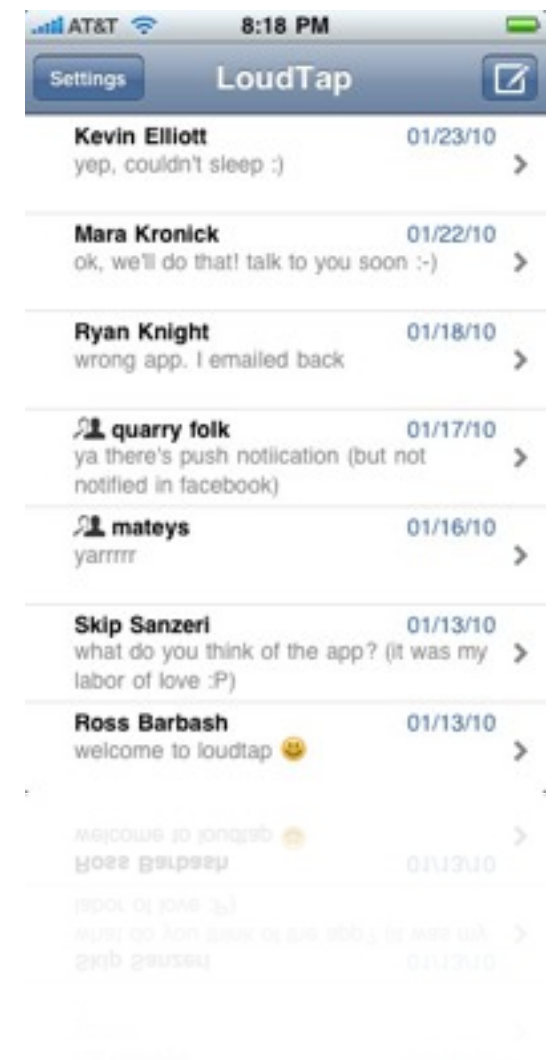 AT&T 8:18 PM
Settings LoudTap
Kevin Elliott 01/23/10
yep, couldn't sleep :)
Mara Kronick 01/22/10
ok, we'll do that! talk to you soon :-)
Ryan Knight 01/18/10
wrong app. I emailed back
quarry folk 01/17/10
ya there's push notiication (but not
notified in facebook)
mateys 01/16/10
yarrrrr
Skip Sanzeri 01/13/10
what do you think of the app? (it was my
labor of love :P)
Ross Barbash 01/13/10
welcome to loudtap 😃